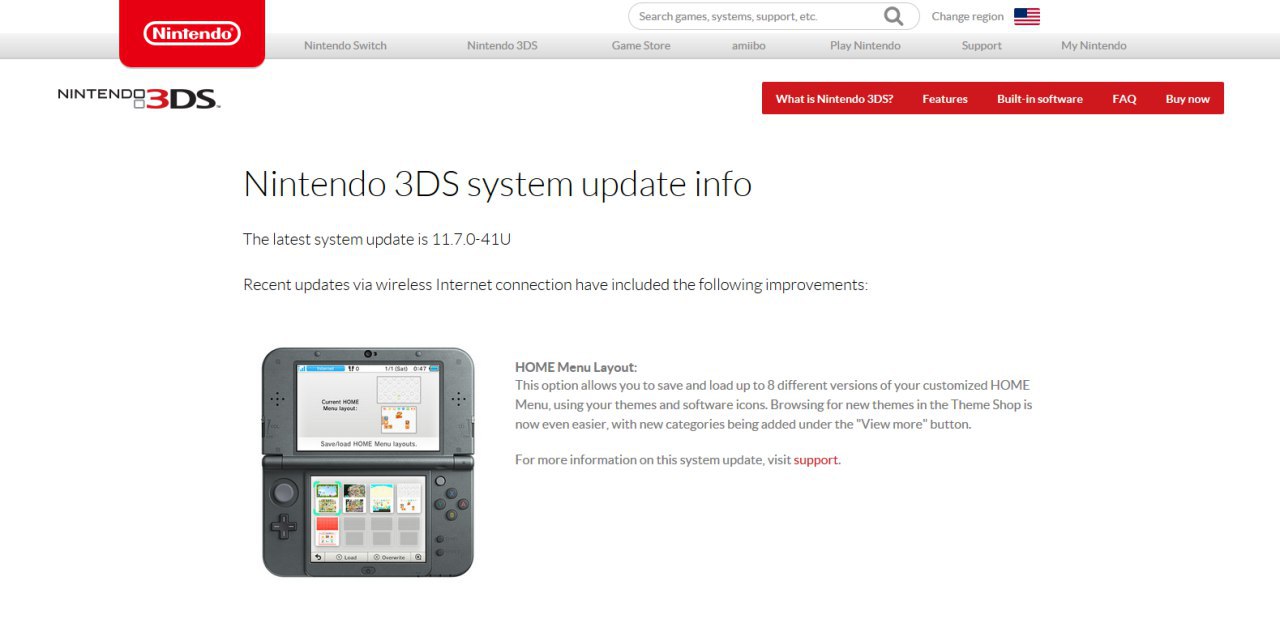 Nintendo
Search games, systems, support, etc.
Change region
Nintendo Switch
Nintendo 3DS
Game Store
amiibo
Play Nintendo
Support
My Nintendo
NINTENDO 3DS
What is Nintendo 3DS?
Features
Built-in software
FAQ
Buy now
Nintendo 3DS system update info
The latest system update is 11.7.0-41U
Recent updates via wireless Internet connection have included the following improvements:
Internet 0 1/1 (Sat) 0:47
Current HOME
Menu layout:
Save/load HOME Menu layouts.
Load
Overwrite
HOME Menu Layout:
This option allows you to save and load up to 8 different versions of your customized HOME
Menu, using your themes and software icons. Browsing for new themes in the Theme Shop is
now even easier, with new categories being added under the "View more" button.
For more information on this system update, visit support.